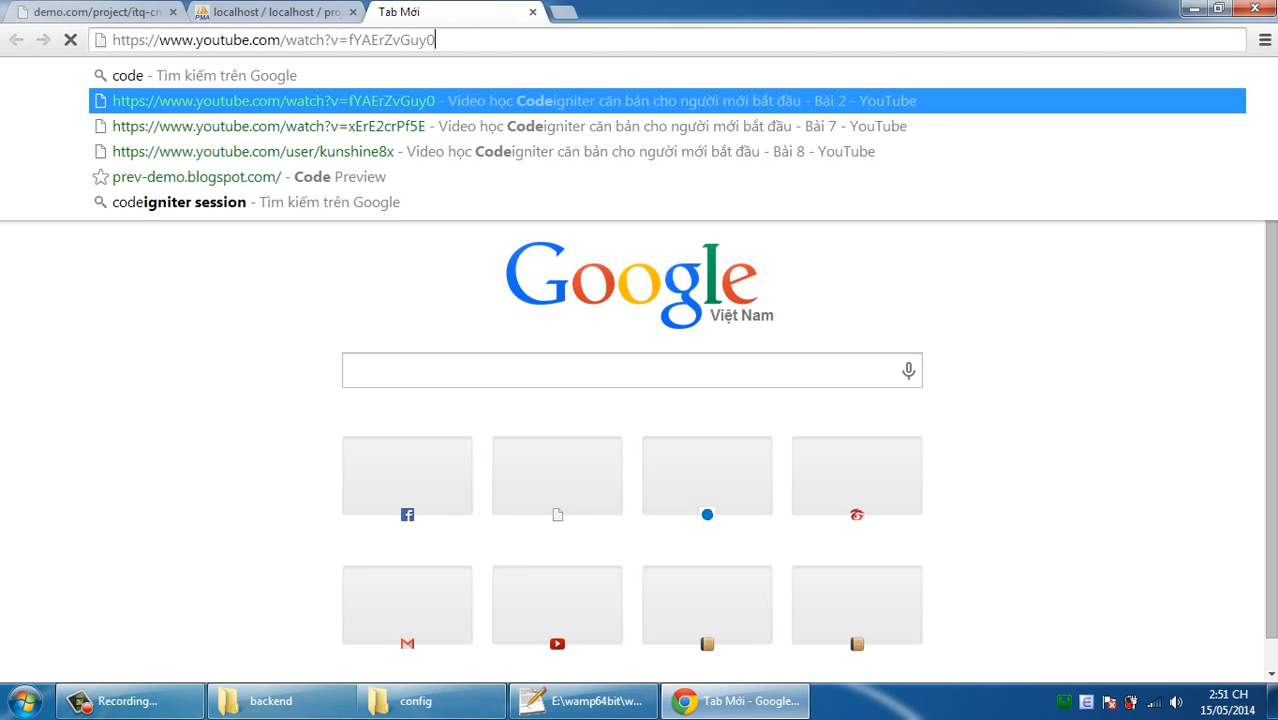 demo.com/project/itq-cm
localhost / localhost / proj
Tab Mới
https://www.youtube.com/watch?v=fYAErZvGuy0
code - Tìm kiếm trên Google
https://www.youtube.com/watch?v=fYAErZvGuy0 - Video học Codeigniter căn bản cho người mới bắt đầu - Bài 2 - YouTube
https://www.youtube.com/watch?v=xErE2crPf5E - Video học Codeigniter căn bản cho người mới bắt đầu - Bài 7 - YouTube
https://www.youtube.com/user/kunshine8x - Video học Codeigniter căn bản cho người mới bắt đầu - Bài 8 - YouTube
prev-demo.blogspot.com/ - Code Preview
codeigniter session - Tìm kiếm trên Google
Google
Việt Nam
Recording...
backend
config
E:\wamp64bit\w...
Tab Mới - Google...
2:51 CH
15/05/2014